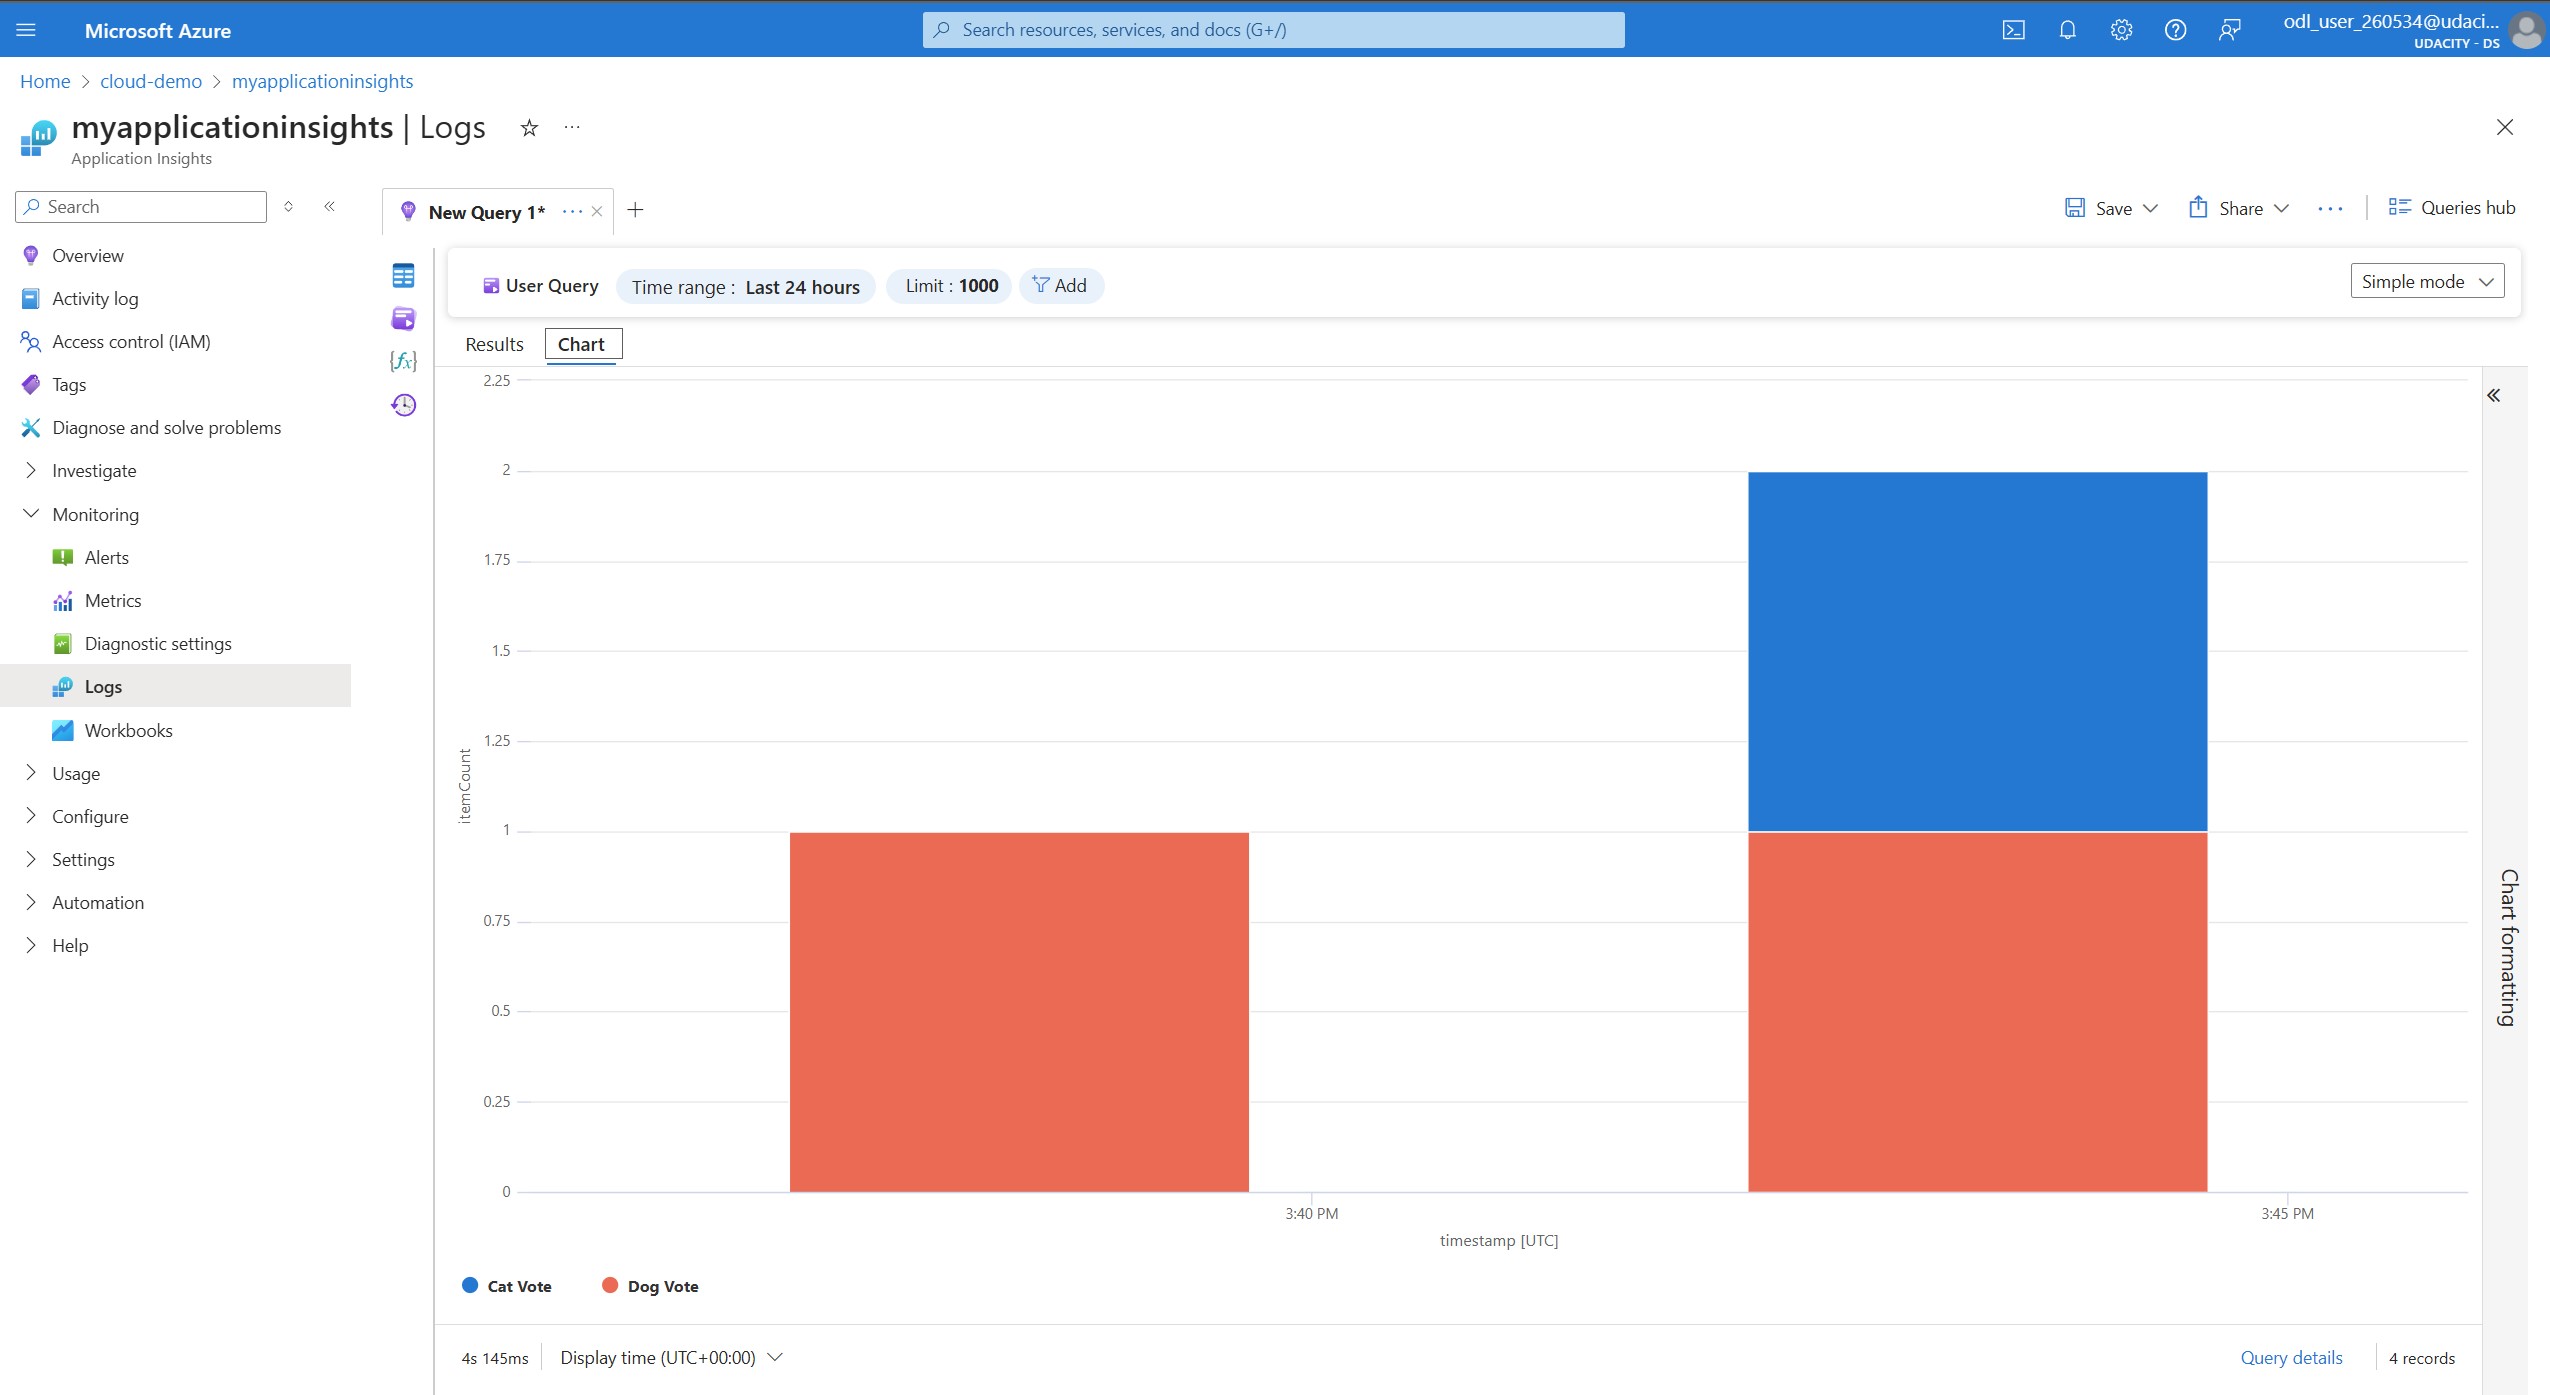 Microsoft Azure
Search resources, services, and docs (G+/)
odl_user_260534@udaci...
UDACITY - DS
Home > cloud-demo > myapplicationinsights
myapplicationinsights | Logs
Application Insights
Search
Overview
Activity log
Access control (IAM)
Tags
Diagnose and solve problems
Investigate
Monitoring
Alerts
Metrics
Diagnostic settings
Logs
Workbooks
Usage
Configure
Settings
Automation
Help
New Query 1*
Save
Share
Queries hub
User Query
Time range : Last 24 hours
Limit : 1000
Add
Simple mode
Results
Chart
2.25
2
1.75
1.5
1.25
1
0.75
0.5
0.25
0
itemCount
3:40 PM
3:45 PM
timestamp [UTC]
Cat Vote
Dog Vote
Chart formatting
4s 145ms
Display time (UTC+00:00)
Query details
4 records